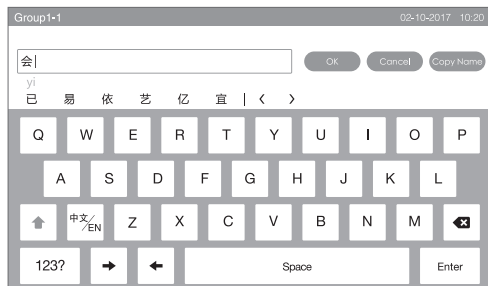 Group1-1 02-10-2017 10:20
会 OK Cancel Copy Name
yi
已 易 依 艺 亿 宜 | < >
Q W E R T Y U I O P
A S D F G H J K L
中文/EN Z X C V B N M
123? Space Enter